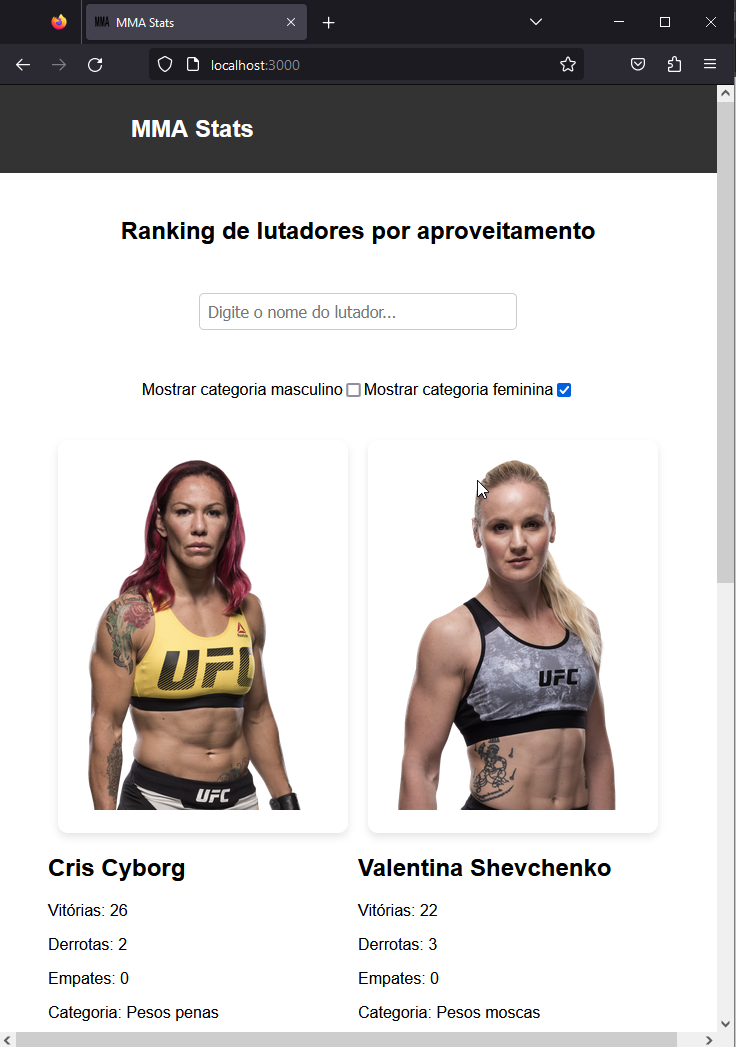 MMA MMA Stats
localhost:3000
MMA Stats
Ranking de lutadores por aproveitamento
Digite o nome do lutador...
Mostrar categoria masculino Mostrar categoria feminina
UFC
UFC
UFC
Cris Cyborg
Vitórias: 26
Derrotas: 2
Empates: 0
Categoria: Pesos penas
Valentina Shevchenko
Vitórias: 22
Derrotas: 3
Empates: 0
Categoria: Pesos moscas